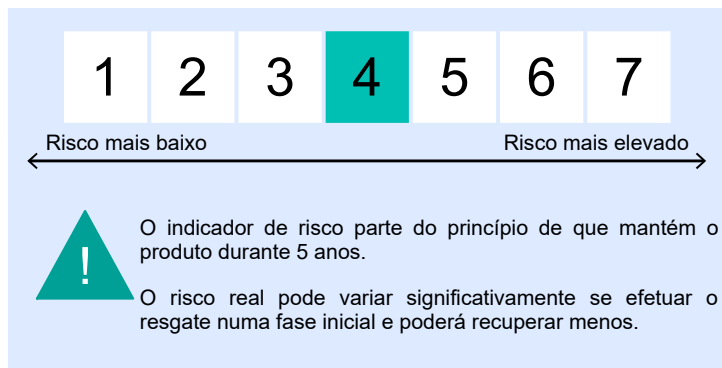 1 2 3 4 5 6 7
Risco mais baixo Risco mais elevado
! O indicador de risco parte do princípio de que mantém o
produto durante 5 anos.
O risco real pode variar significativamente se efetuar o
resgate numa fase inicial e poderá recuperar menos.